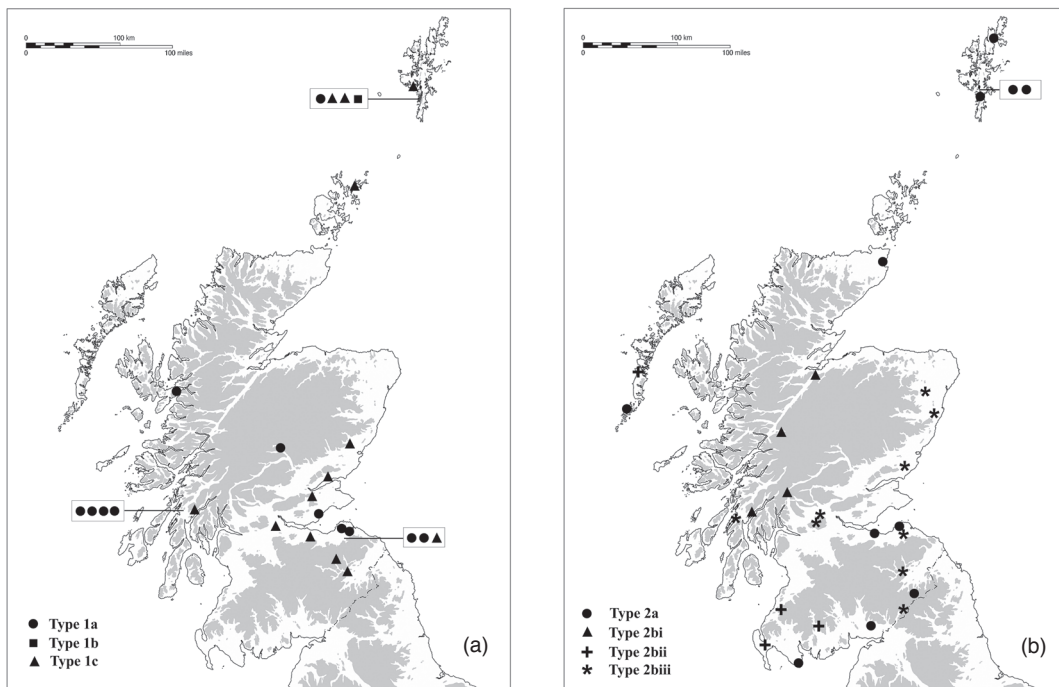 0 100 km
0 100 miles
Type 1a
Type 1b
Type 1c
(a)
0 100 km
0 100 miles
Type 2a
Type 2bi
Type 2bii
Type 2biii
(b)